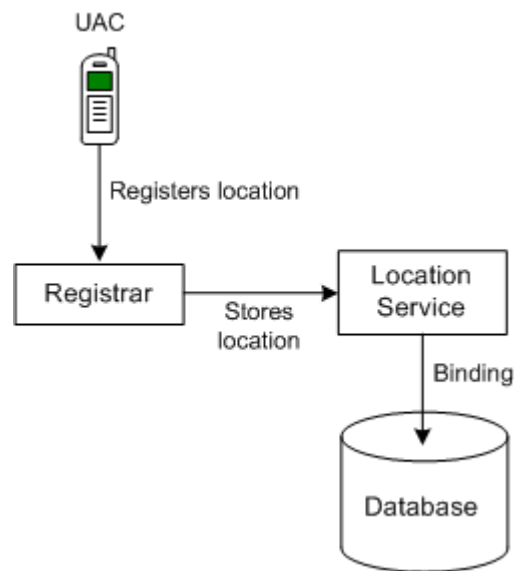 UAC
Registers location
Registrar
Stores
location
Location
Service
Binding
Database